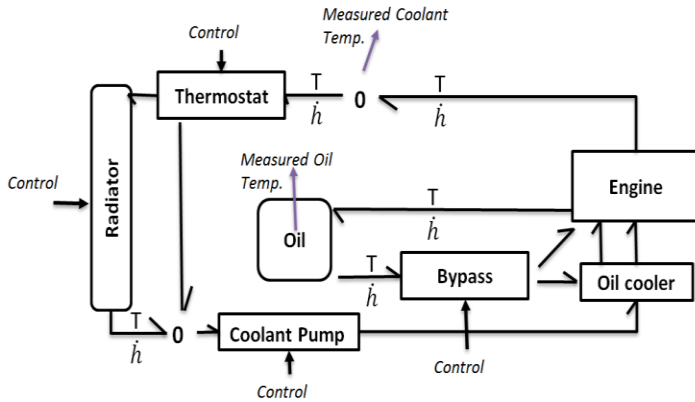 Measured Coolant
Temp.
Control
T
ḣ
0
T
ḣ
Thermostat
Control
Radiator
Measured Oil
Temp.
Oil
T
ḣ
Engine
T
ḣ
Bypass
Oil cooler
T
ḣ
0
Coolant Pump
Control
Control